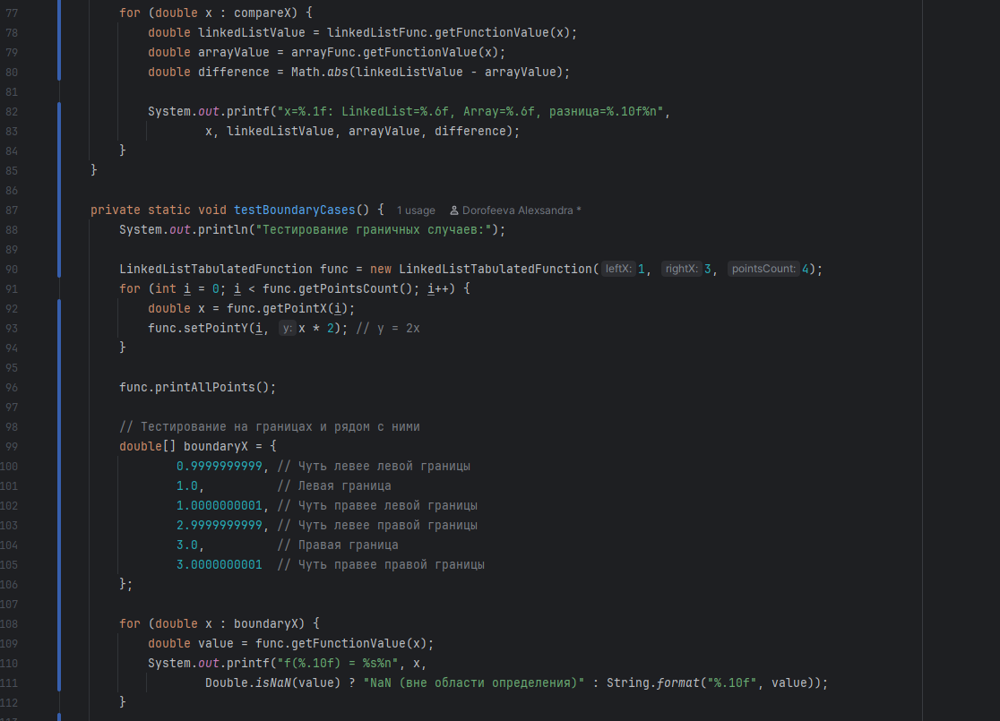 77 for (double x : compareX) {
78 double linkedListValue = linkedListFunc.getFunctionValue(x);
79 double arrayValue = arrayFunc.getFunctionValue(x);
80 double difference = Math.abs(linkedListValue - arrayValue);
81
82 System.out.printf("x=%.1f: LinkedList=%.6f, Array=%.6f, разница=%.10f%n",
83 x, linkedListValue, arrayValue, difference);
84 }
85 }
86
87 private static void testBoundaryCases() { 1 usage Dorofeeva Alexsandra *
88 System.out.println("Тестирование граничных случаев:");
89
90 LinkedListTabulatedFunction func = new LinkedListTabulatedFunction( leftX: 1, rightX: 3, pointsCount: 4);
91 for (int i = 0; i < func.getPointsCount(); i++) {
92 double x = func.getPointX(i);
93 func.setPointY(i, y: x * 2); // y = 2x
94 }
95
96 func.printAllPoints();
97
98 // Тестирование на границах и рядом с ними
99 double[] boundaryX = {
100 0.9999999999, // Чуть левее левой границы
101 1.0, // Левая граница
102 1.0000000001, // Чуть правее левой границы
103 2.9999999999, // Чуть левее правой границы
104 3.0, // Правая граница
105 3.0000000001 // Чуть правее правой границы
106 };
107
108 for (double x : boundaryX) {
109 double value = func.getFunctionValue(x);
110 System.out.printf("f(%.10f) = %s%n", x,
111 Double.isNaN(value) ? "NaN (вне области определения)" : String.format("%.10f", value));
112 }